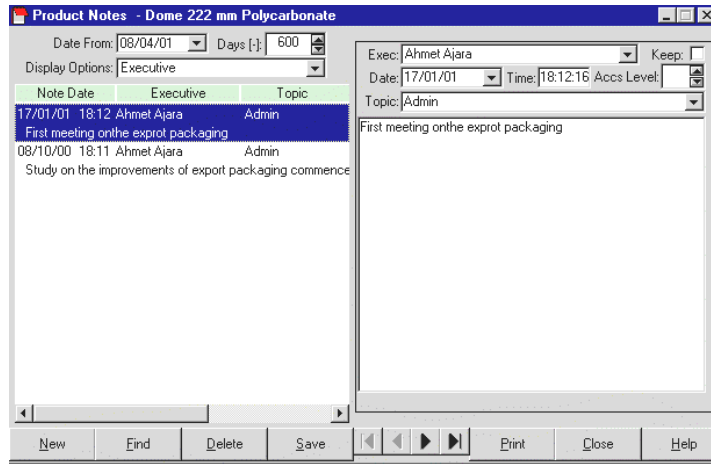 Product Notes - Dome 222 mm Polycarbonate
Date From: 08/04/01 Days [-]: 600
Display Options: Executive
Note Date Executive Topic
17/01/01 18:12 Ahmet Ajara Admin
First meeting onthe exprot packaging
08/10/00 18:11 Ahmet Ajara Admin
Study on the improvements of export packaging commence
Exec: Ahmet Ajara Keep:
Date: 17/01/01 Time: 18:12:16 Accs Level:
Topic: Admin
First meeting onthe exprot packaging
New Find Delete Save Print Close Help